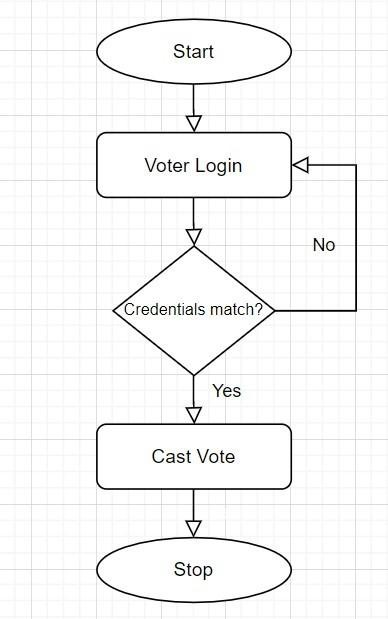 Start
Voter Login
No
Credentials match?
Yes
Cast Vote
Stop